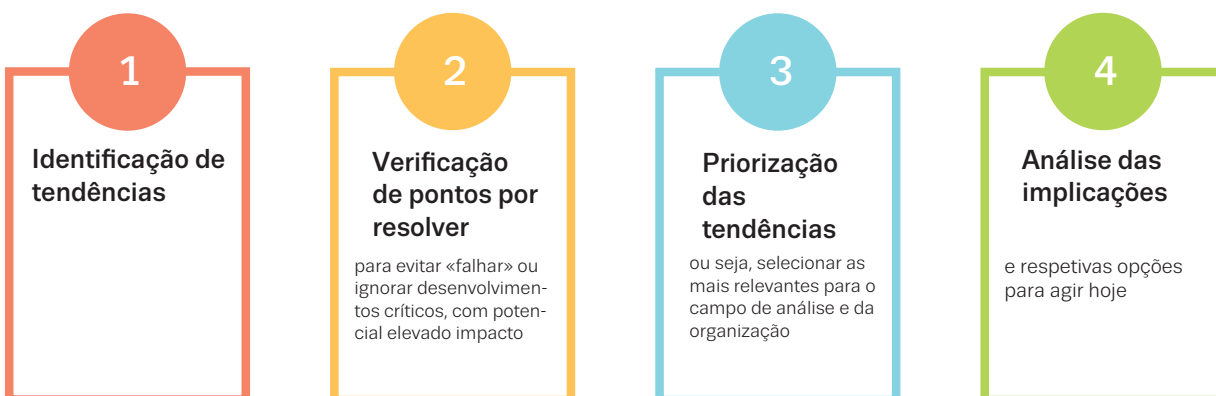 1
Identificação de
tendências
2
Verificação
de pontos por
resolver
para evitar «falhar» ou
ignorar desenvolvimen-
tos críticos, com poten-
cial elevado impacto
3
Priorização
das
tendências
ou seja, selecionar as
mais relevantes para o
campo de análise e da
organização
4
Análise das
implicações
e respetivas opções
para agir hoje